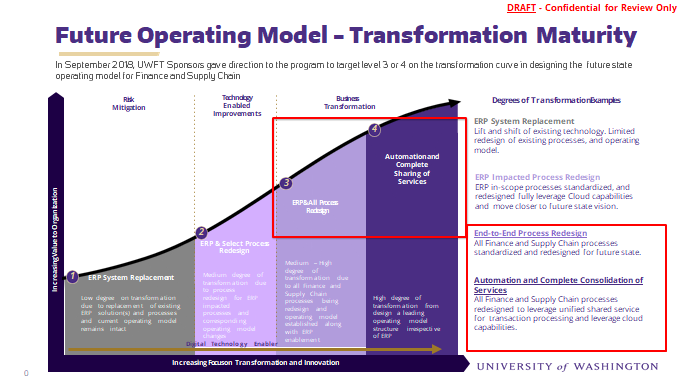 DRAFT - Confidential for Review Only
Future Operating Model – Transformation Maturity
In September 2018, UWFT Sponsors gave direction to the program to target level 3 or 4 on the transformation curve in designing the future state
operating model for Finance and Supply Chain
Risk
Mitigation
Technology
Enabled
Improvements
Business
Transformation
Degrees of Transformation Examples
Increasing Value to Organization
1
ERP System Replacement
Low degree on transformation
due to replacement of existing
ERP solution(s) and processes
and current operating model
remains intact
2
ERP & Select Process
Redesign
Medium degree of
transformation due
to process
redesign for ERP
impacted
processes and
corresponding
operating model
changes
3
ERP & All Process
Redesign
Medium – High
degree of
transformation due
to all finance and
Supply Chain
processes being
redesign and
operating model
established along
with ERP
enablement
4
Automation and
Complete
Sharing of
Services
High degree of
transformation from
design a leading
operating model
structure irrespective
of ERP
Digital Technology Enabler
Increasing Focus on Transformation and Innovation
ERP System Replacement
Lift and shift of existing technology. Limited
redesign of existing processes, and operating
model.
ERP Impacted Process Redesign
ERP in-scope processes standardized, and
redesigned fully leverage Cloud capabilities
and move closer to future state vision.
End-to-End Process Redesign
All Finance and Supply Chain processes
standardized and redesigned for future state.
Automation and Complete Consolidation of
Services
All Finance and Supply Chain processes
redesigned to leverage unified shared service
for transaction processing and leverage cloud
capabilities.
0
UNIVERSITY of WASHINGTON